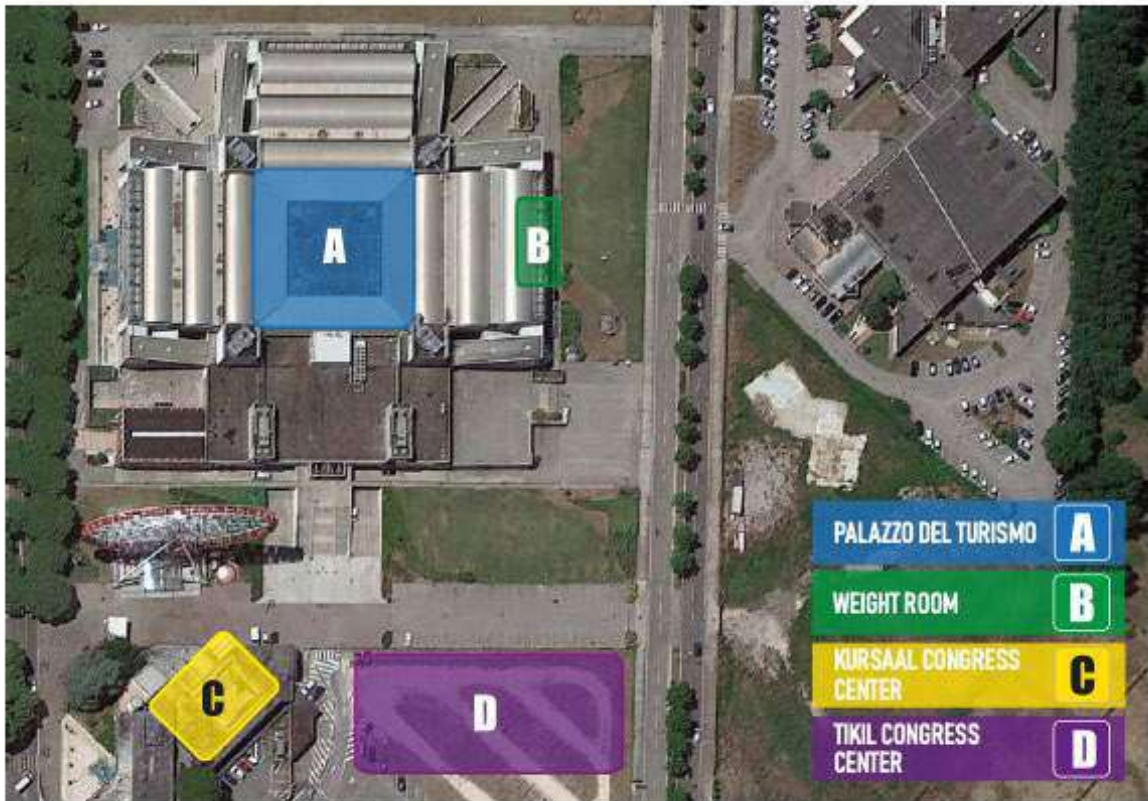 A
B
C
D
PALAZZO DEL TURISMO A
WEIGHT ROOM B
KURSAAL CONGRESS
CENTER C
TIKIL CONGRESS
CENTER D